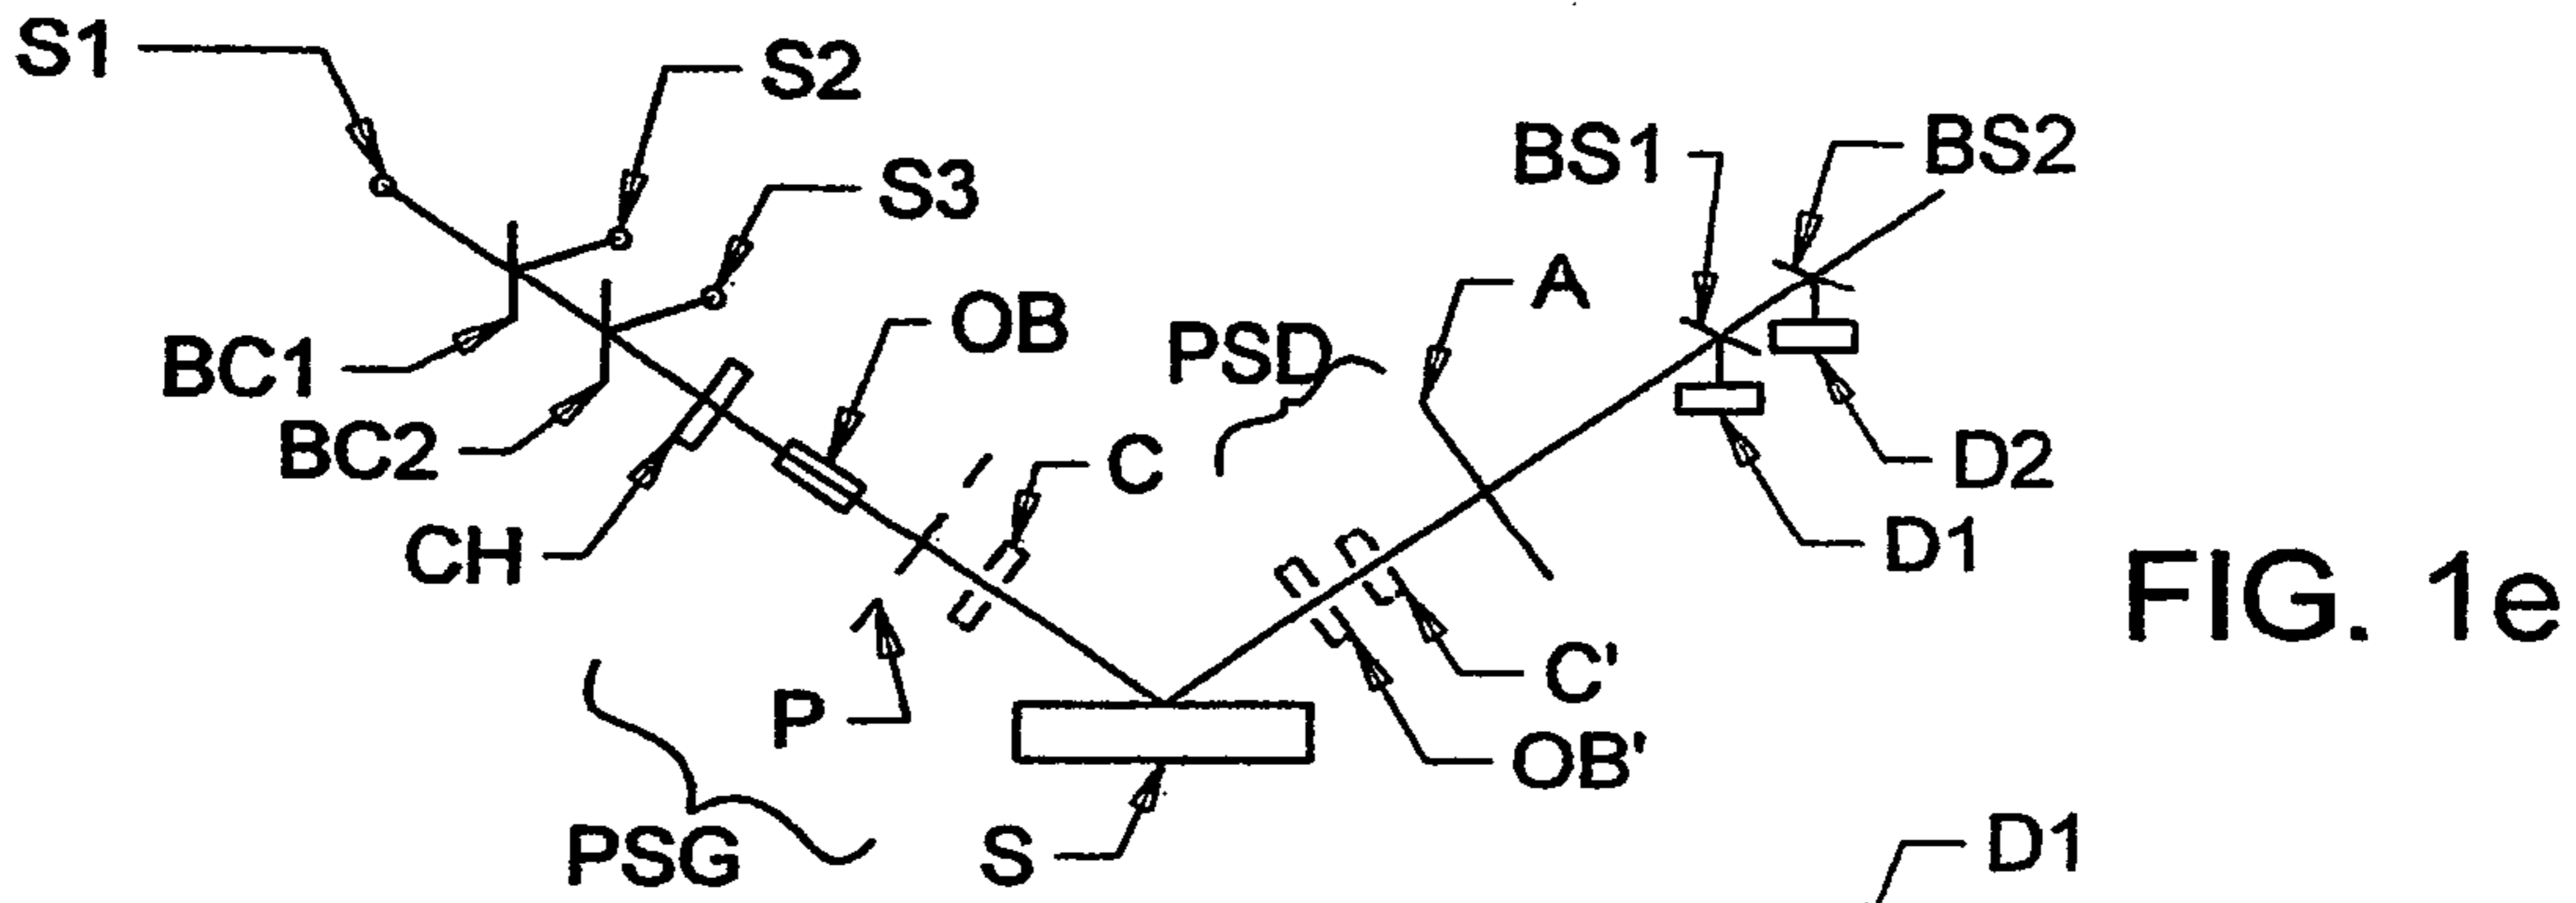 S1
S2
S3
BS1
BS2
A
OB
PSD
BC1
BC2
C
D2
CH
D1
FIG. 1e
P
C'
OB'
PSG
S
D1